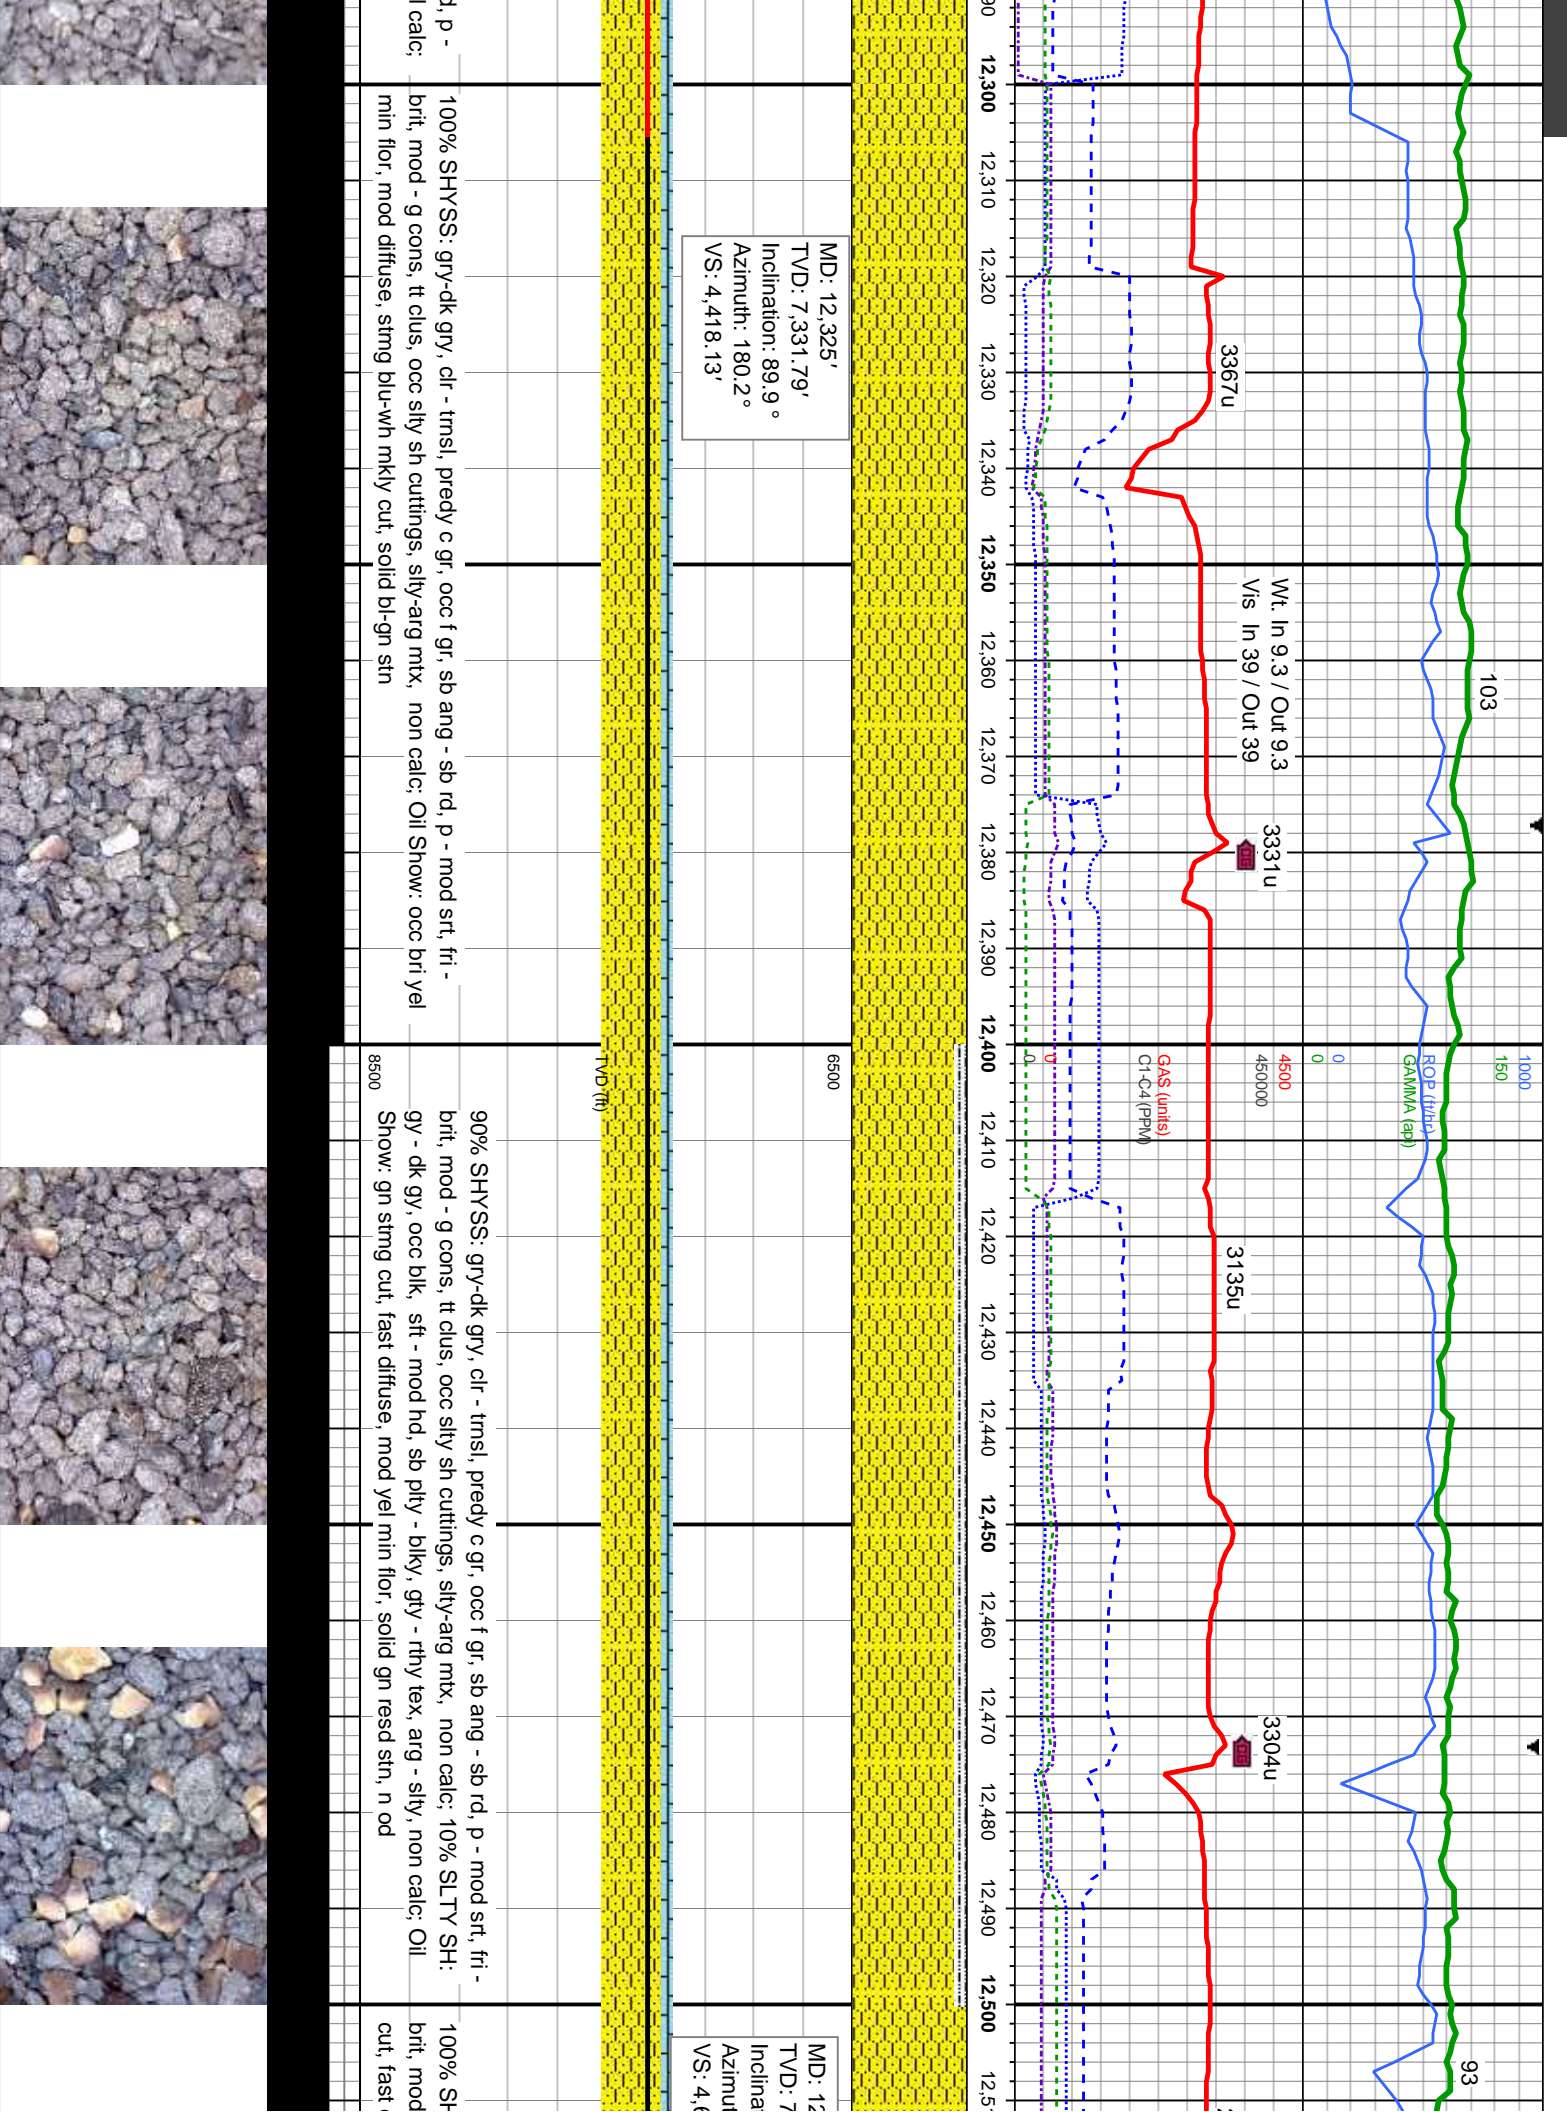 103
93
1000
150
ROP (ft/hr)
GAMMA (api)
0
0
3367u
Wt. In 9.3 / Out 9.3
Vis In 39 / Out 39
3331u
4500
450000
GAS (units)
C1-C4 (PPM)
0
0
3135u
3304u
90
12,300
12,310
12,320
12,330
12,340
12,350
12,360
12,370
12,380
12,390
12,400
12,410
12,420
12,430
12,440
12,450
12,460
12,470
12,480
12,490
12,500
12,5
MD: 12,325'
TVD: 7,331.79'
Inclination: 89.9 °
Azimuth: 180.2°
VS: 4,418.13'
MD: 12
TVD: 7
Inclinat
Azimut
VS: 4,6
6500
TVD (ft)
8500
d, p -
l calc;
100% SHYSS: gry-dk gry, clr - trnsl, predy c gr, occ f gr, sb ang - sb rd, p - mod srt, fri -
brit, mod - g cons, tt clus, occ slty sh cuttings, slty-arg mtx, non calc; Oil Show: occ bri yel
min flor, mod diffuse, stmg blu-wh mkly cut, solid bl-gn stn
90% SHYSS: gry-dk gry, clr - trnsl, predy c gr, occ f gr, sb ang - sb rd, p - mod srt, fri -
brit, mod - g cons, tt clus, occ slty sh cuttings, slty-arg mtx, non calc; 10% SLTY SH:
gy - dk gy, occ blk, sft - mod hd, sb plty - blky, gty - rthy tex, arg - slty, non calc; Oil
Show: gn stmg cut, fast diffuse, mod yel min flor, solid gn resd stn, n od
100% SH
brit, mod
cut, fast